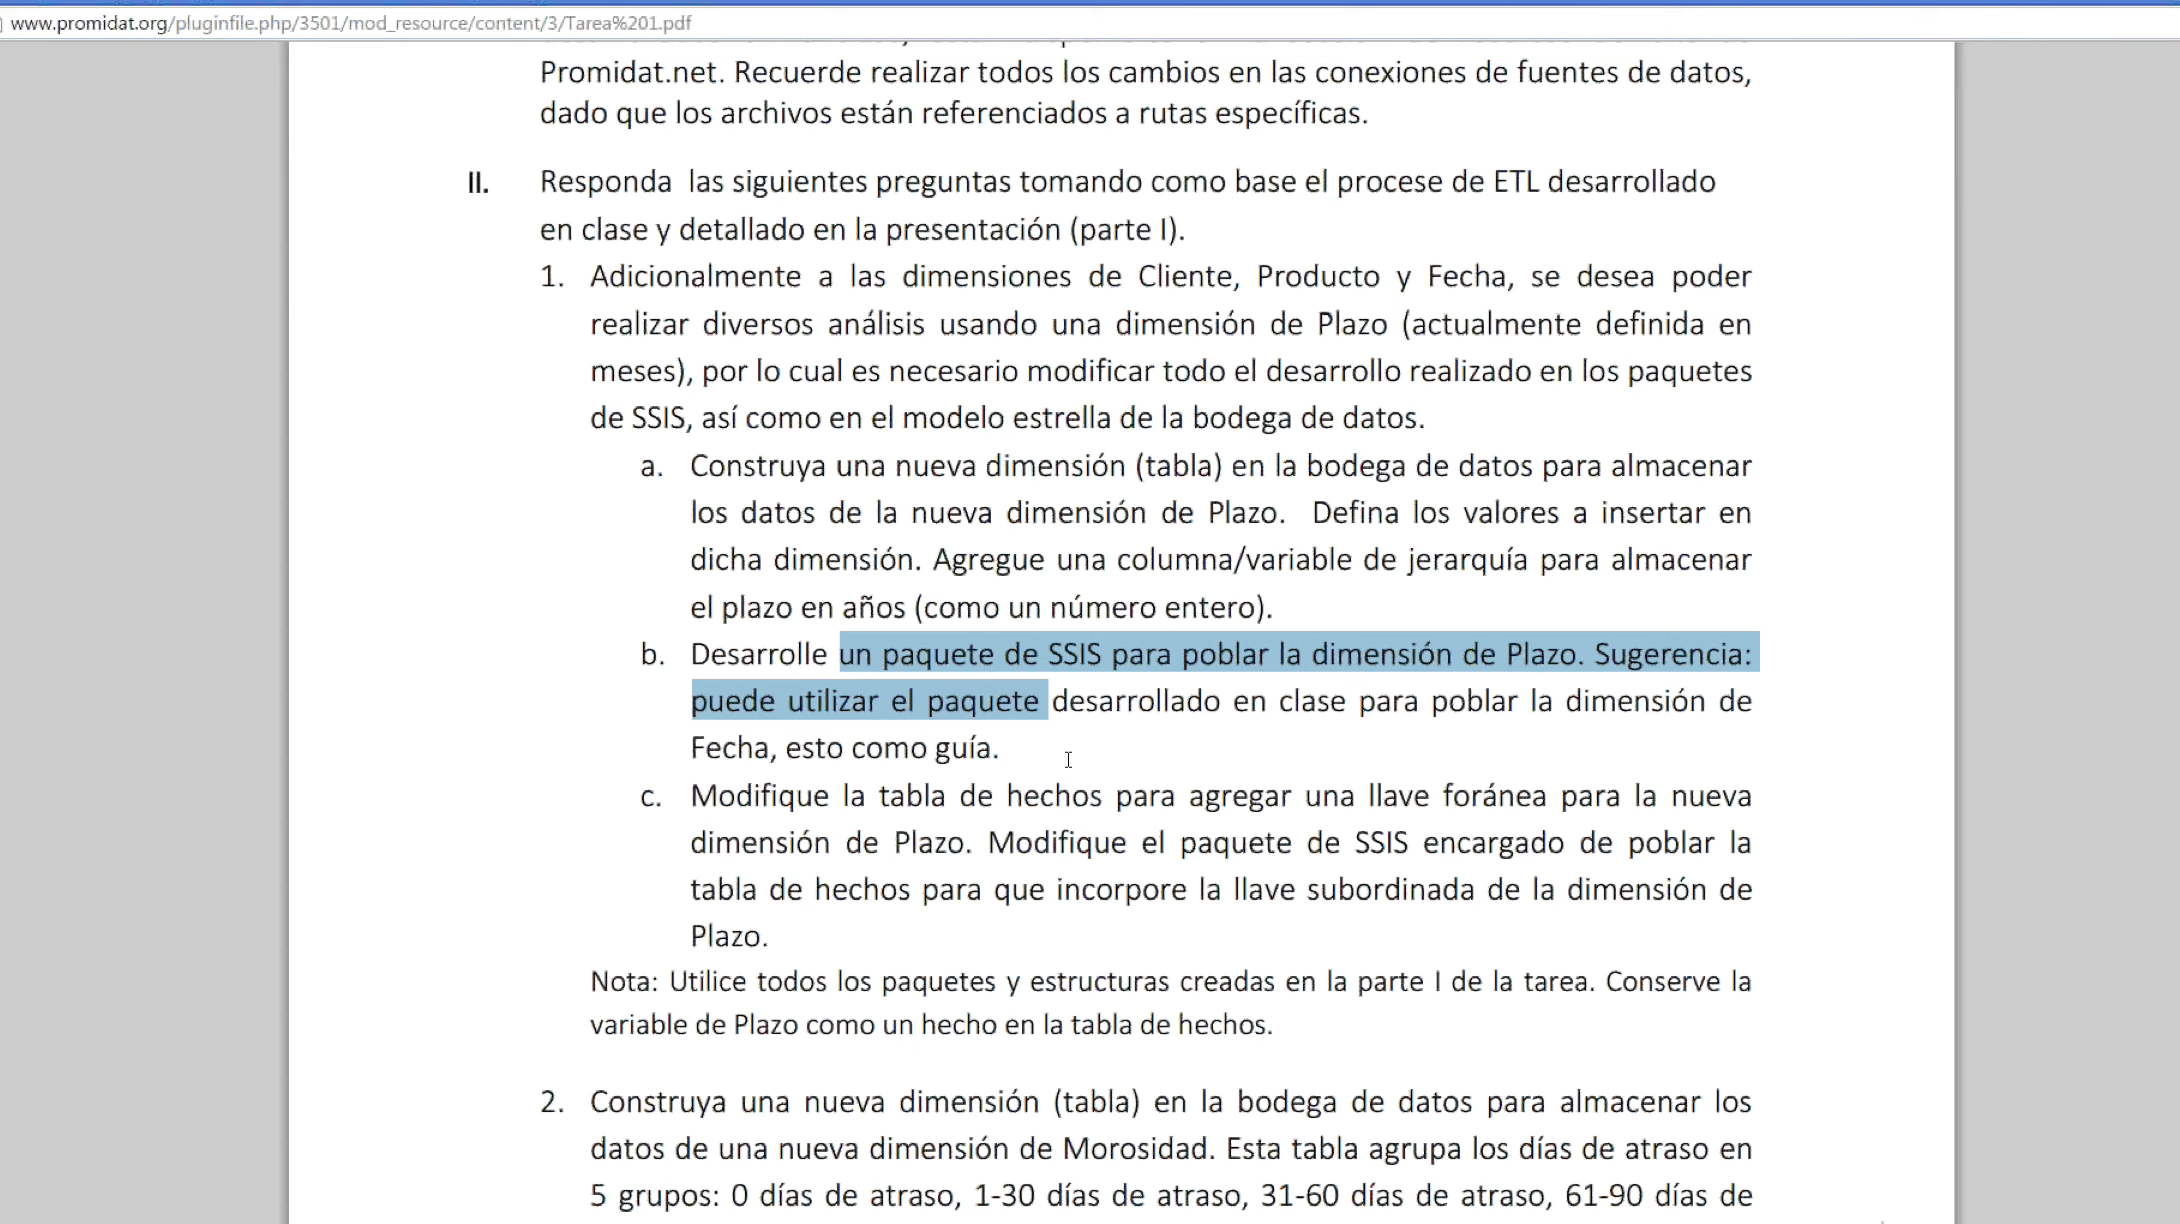 www.promidat.org/pluginfile.php/3501/mod_resource/content/3/Tarea%201.pdf
Promidat.net. Recuerde realizar todos los cambios en las conexiones de fuentes de datos,
dado que los archivos están referenciados a rutas específicas.
II. Responda las siguientes preguntas tomando como base el procese de ETL desarrollado
en clase y detallado en la presentación (parte I).
1. Adicionalmente a las dimensiones de Cliente, Producto y Fecha, se desea poder
realizar diversos análisis usando una dimensión de Plazo (actualmente definida en
meses), por lo cual es necesario modificar todo el desarrollo realizado en los paquetes
de SSIS, así como en el modelo estrella de la bodega de datos.
a. Construya una nueva dimensión (tabla) en la bodega de datos para almacenar
los datos de la nueva dimensión de Plazo. Defina los valores a insertar en
dicha dimensión. Agregue una columna/variable de jerarquía para almacenar
el plazo en años (como un número entero).
b. Desarrolle un paquete de SSIS para poblar la dimensión de Plazo. Sugerencia:
puede utilizar el paquete desarrollado en clase para poblar la dimensión de
Fecha, esto como guía.
c. Modifique la tabla de hechos para agregar una llave foránea para la nueva
dimensión de Plazo. Modifique el paquete de SSIS encargado de poblar la
tabla de hechos para que incorpore la llave subordinada de la dimensión de
Plazo.
Nota: Utilice todos los paquetes y estructuras creadas en la parte I de la tarea. Conserve la
variable de Plazo como un hecho en la tabla de hechos.
2. Construya una nueva dimensión (tabla) en la bodega de datos para almacenar los
datos de una nueva dimensión de Morosidad. Esta tabla agrupa los días de atraso en
5 grupos: 0 días de atraso, 1-30 días de atraso, 31-60 días de atraso, 61-90 días de